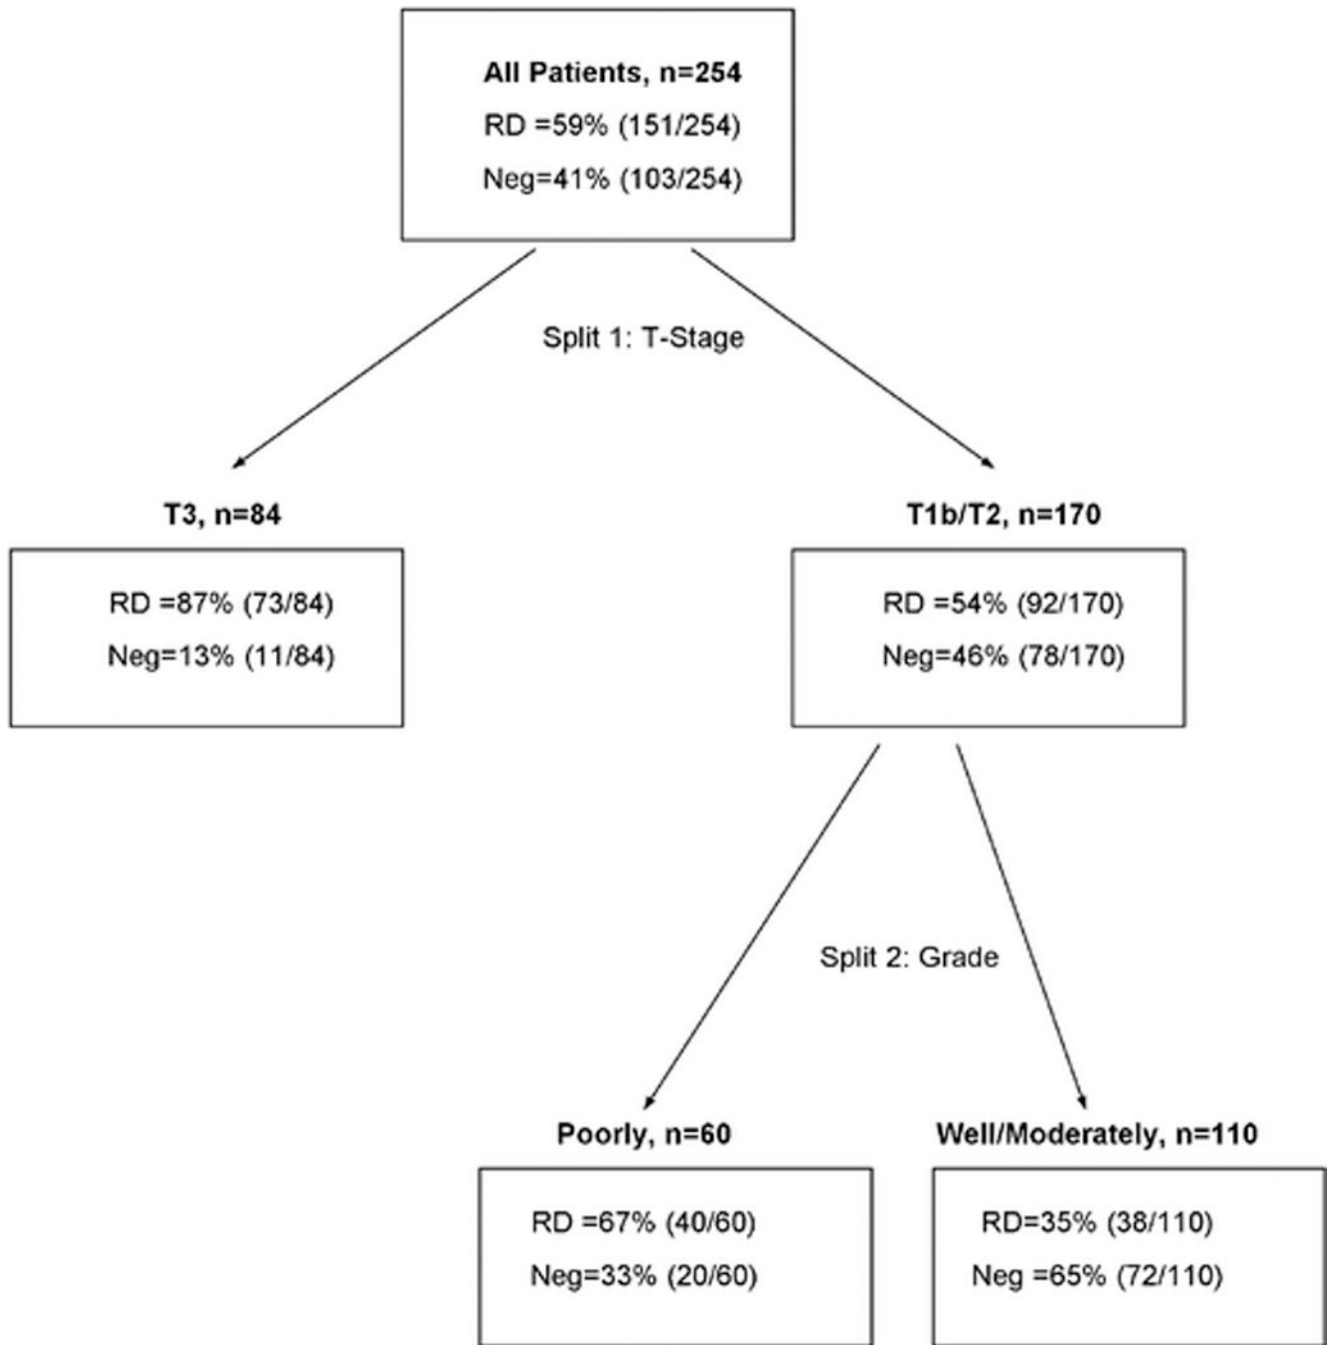 All Patients, n=254
RD =59% (151/254)
Neg=41% (103/254)
Split 1: T-Stage
T3, n=84
RD =87% (73/84)
Neg=13% (11/84)
T1b/T2, n=170
RD =54% (92/170)
Neg=46% (78/170)
Split 2: Grade
Poorly, n=60
RD =67% (40/60)
Neg=33% (20/60)
Well/Moderately, n=110
RD=35% (38/110)
Neg =65% (72/110)